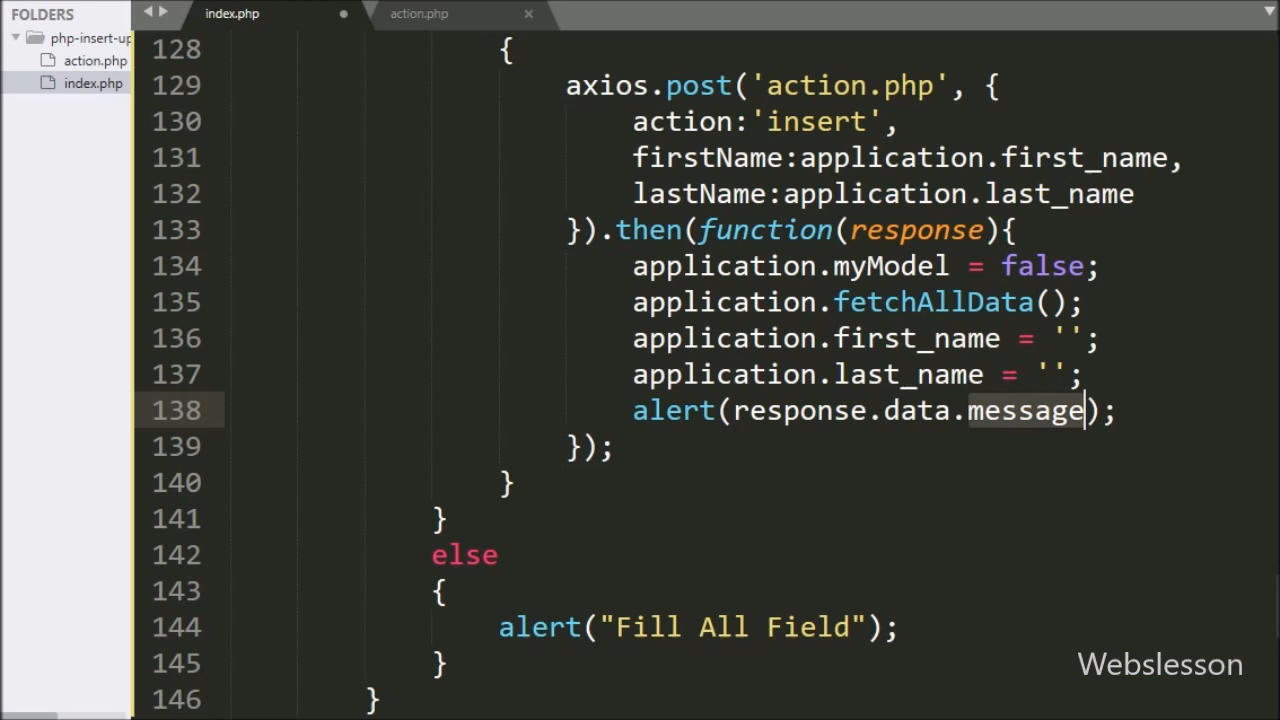 FOLDERS
php-insert-up
action.php
index.php
index.php action.php
128 {
129 axios.post('action.php', {
130 action:'insert',
131 firstName:application.first_name,
132 lastName:application.last_name
133 }).then(function(response){
134 application.myModel = false;
135 application.fetchAllData();
136 application.first_name = '';
137 application.last_name = '';
138 alert(response.data.message);
139 });
140 }
141 }
142 else
143 {
144 alert("Fill All Field");
145 }
146 }
Webslesson